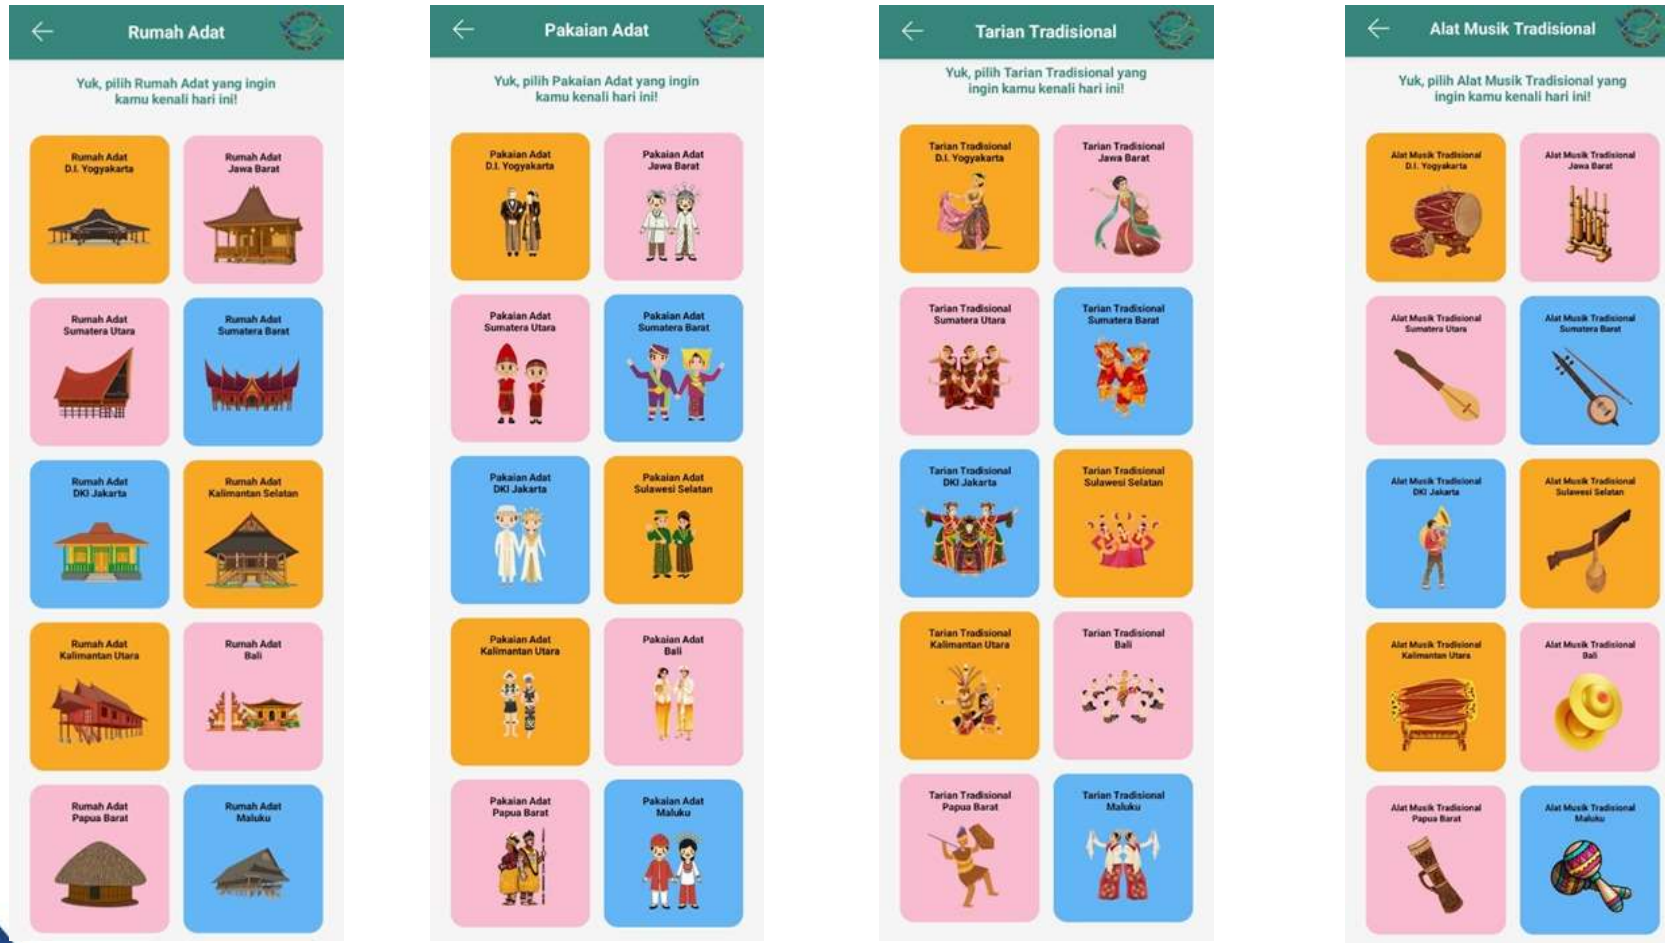 Rumah Adat
Yuk, pilih Rumah Adat yang ingin
kamu kenali hari ini!
Rumah Adat
D.I. Yogyakarta
Rumah Adat
Jawa Barat
Rumah Adat
Sumatera Utara
Rumah Adat
Sumatera Barat
Rumah Adat
DKI Jakarta
Rumah Adat
Kalimantan Selatan
Rumah Adat
Kalimantan Utara
Rumah Adat
Bali
Rumah Adat
Papua Barat
Rumah Adat
Maluku
Pakaian Adat
Yuk, pilih Pakaian Adat yang ingin
kamu kenali hari ini!
Pakaian Adat
D.I. Yogyakarta
Pakaian Adat
Jawa Barat
Pakaian Adat
Sumatera Utara
Pakaian Adat
Sumatera Barat
Pakaian Adat
DKI Jakarta
Pakaian Adat
Sulawesi Selatan
Pakaian Adat
Kalimantan Utara
Pakaian Adat
Bali
Pakaian Adat
Papua Barat
Pakaian Adat
Maluku
Tarian Tradisional
Yuk, pilih Tarian Tradisional yang
ingin kamu kenali hari ini!
Tarian Tradisional
D.I. Yogyakarta
Tarian Tradisional
Jawa Barat
Tarian Tradisional
Sumatera Utara
Tarian Tradisional
Sumatera Barat
Tarian Tradisional
DKI Jakarta
Tarian Tradisional
Sulawesi Selatan
Tarian Tradisional
Kalimantan Utara
Tarian Tradisional
Bali
Tarian Tradisional
Papua Barat
Tarian Tradisional
Maluku
Alat Musik Tradisional
Yuk, pilih Alat Musik Tradisional yang
ingin kamu kenali hari ini!
Alat Musik Tradisional
D.I. Yogyakarta
Alat Musik Tradisional
Jawa Barat
Alat Musik Tradisional
Sumatera Utara
Alat Musik Tradisional
Sumatera Barat
Alat Musik Tradisional
DKI Jakarta
Alat Musik Tradisional
Sulawesi Selatan
Alat Musik Tradisional
Kalimantan Utara
Alat Musik Tradisional
Bali
Alat Musik Tradisional
Papua Barat
Alat Musik Tradisional
Maluku